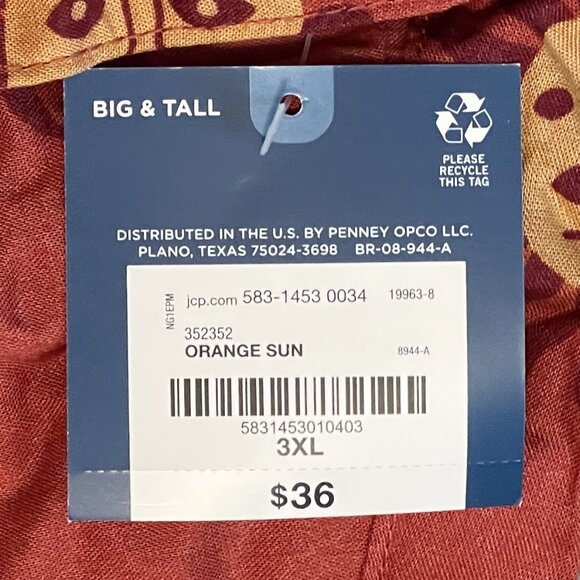 BIG & TALL
PLEASE
RECYCLE
THIS TAG
DISTRIBUTED IN THE U.S. BY PENNEY OPCO LLC.
PLANO, TEXAS 75024-3698 BR-08-944-A
NG1EPM
jcp.com 583-1453 0034 19963-8
352352
ORANGE SUN 8944-A
5831453010403
3XL
$36